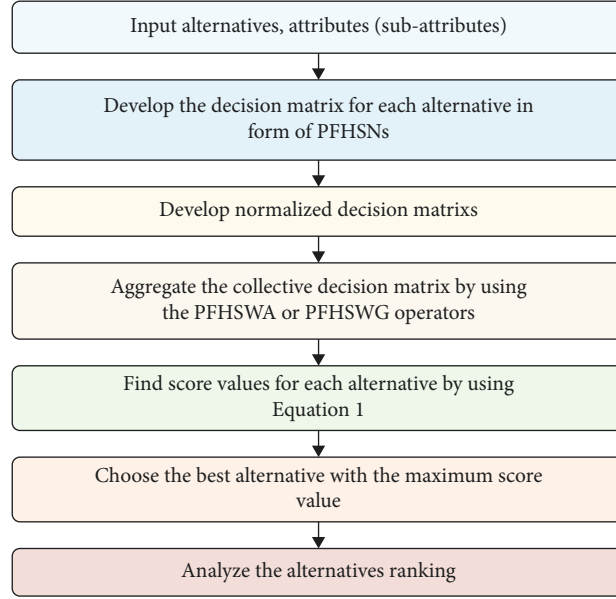 Input alternatives, attributes (sub-attributes)
Develop the decision matrix for each alternative in
form of PFHSNs
Develop normalized decision matrixs
Aggregate the collective decision matrix by using
the PFHSWA or PFHSWG operators
Find score values for each alternative by using
Equation 1
Choose the best alternative with the maximum score
value
Analyze the alternatives ranking